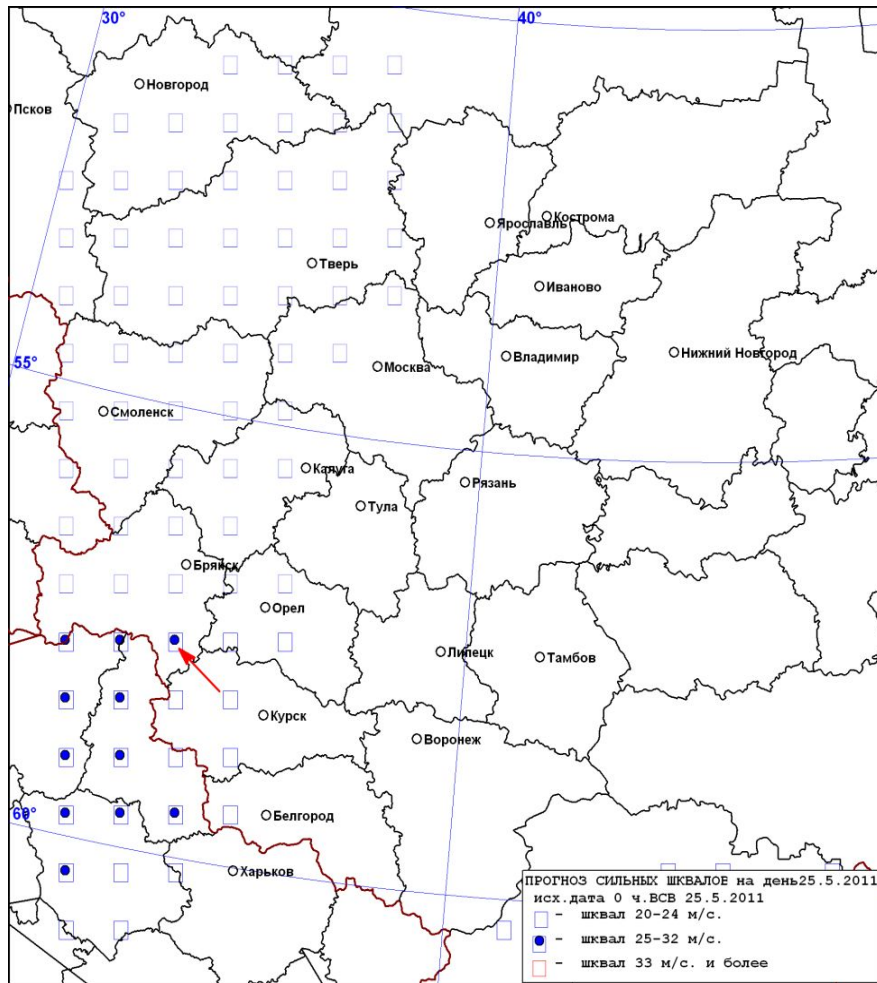 30°
40°
Новгород
Псков
Кострома
Ярославль
Тверь
Иваново
55°
Владимир
Нижний Новгород
Москва
Смоленск
Калуга
Рязань
Тула
Брянск
Орел
Липецк
Тамбов
Курск
Воронеж
60°
Белгород
Харьков
ПРОГНОЗ СИЛЬНЫХ ШКВАЛОВ на день25.5.2011
исх.дата 0 ч.ВСВ 25.5.2011
- шквал 20-24 м/с.
- шквал 25-32 м/с.
- шквал 33 м/с. и более